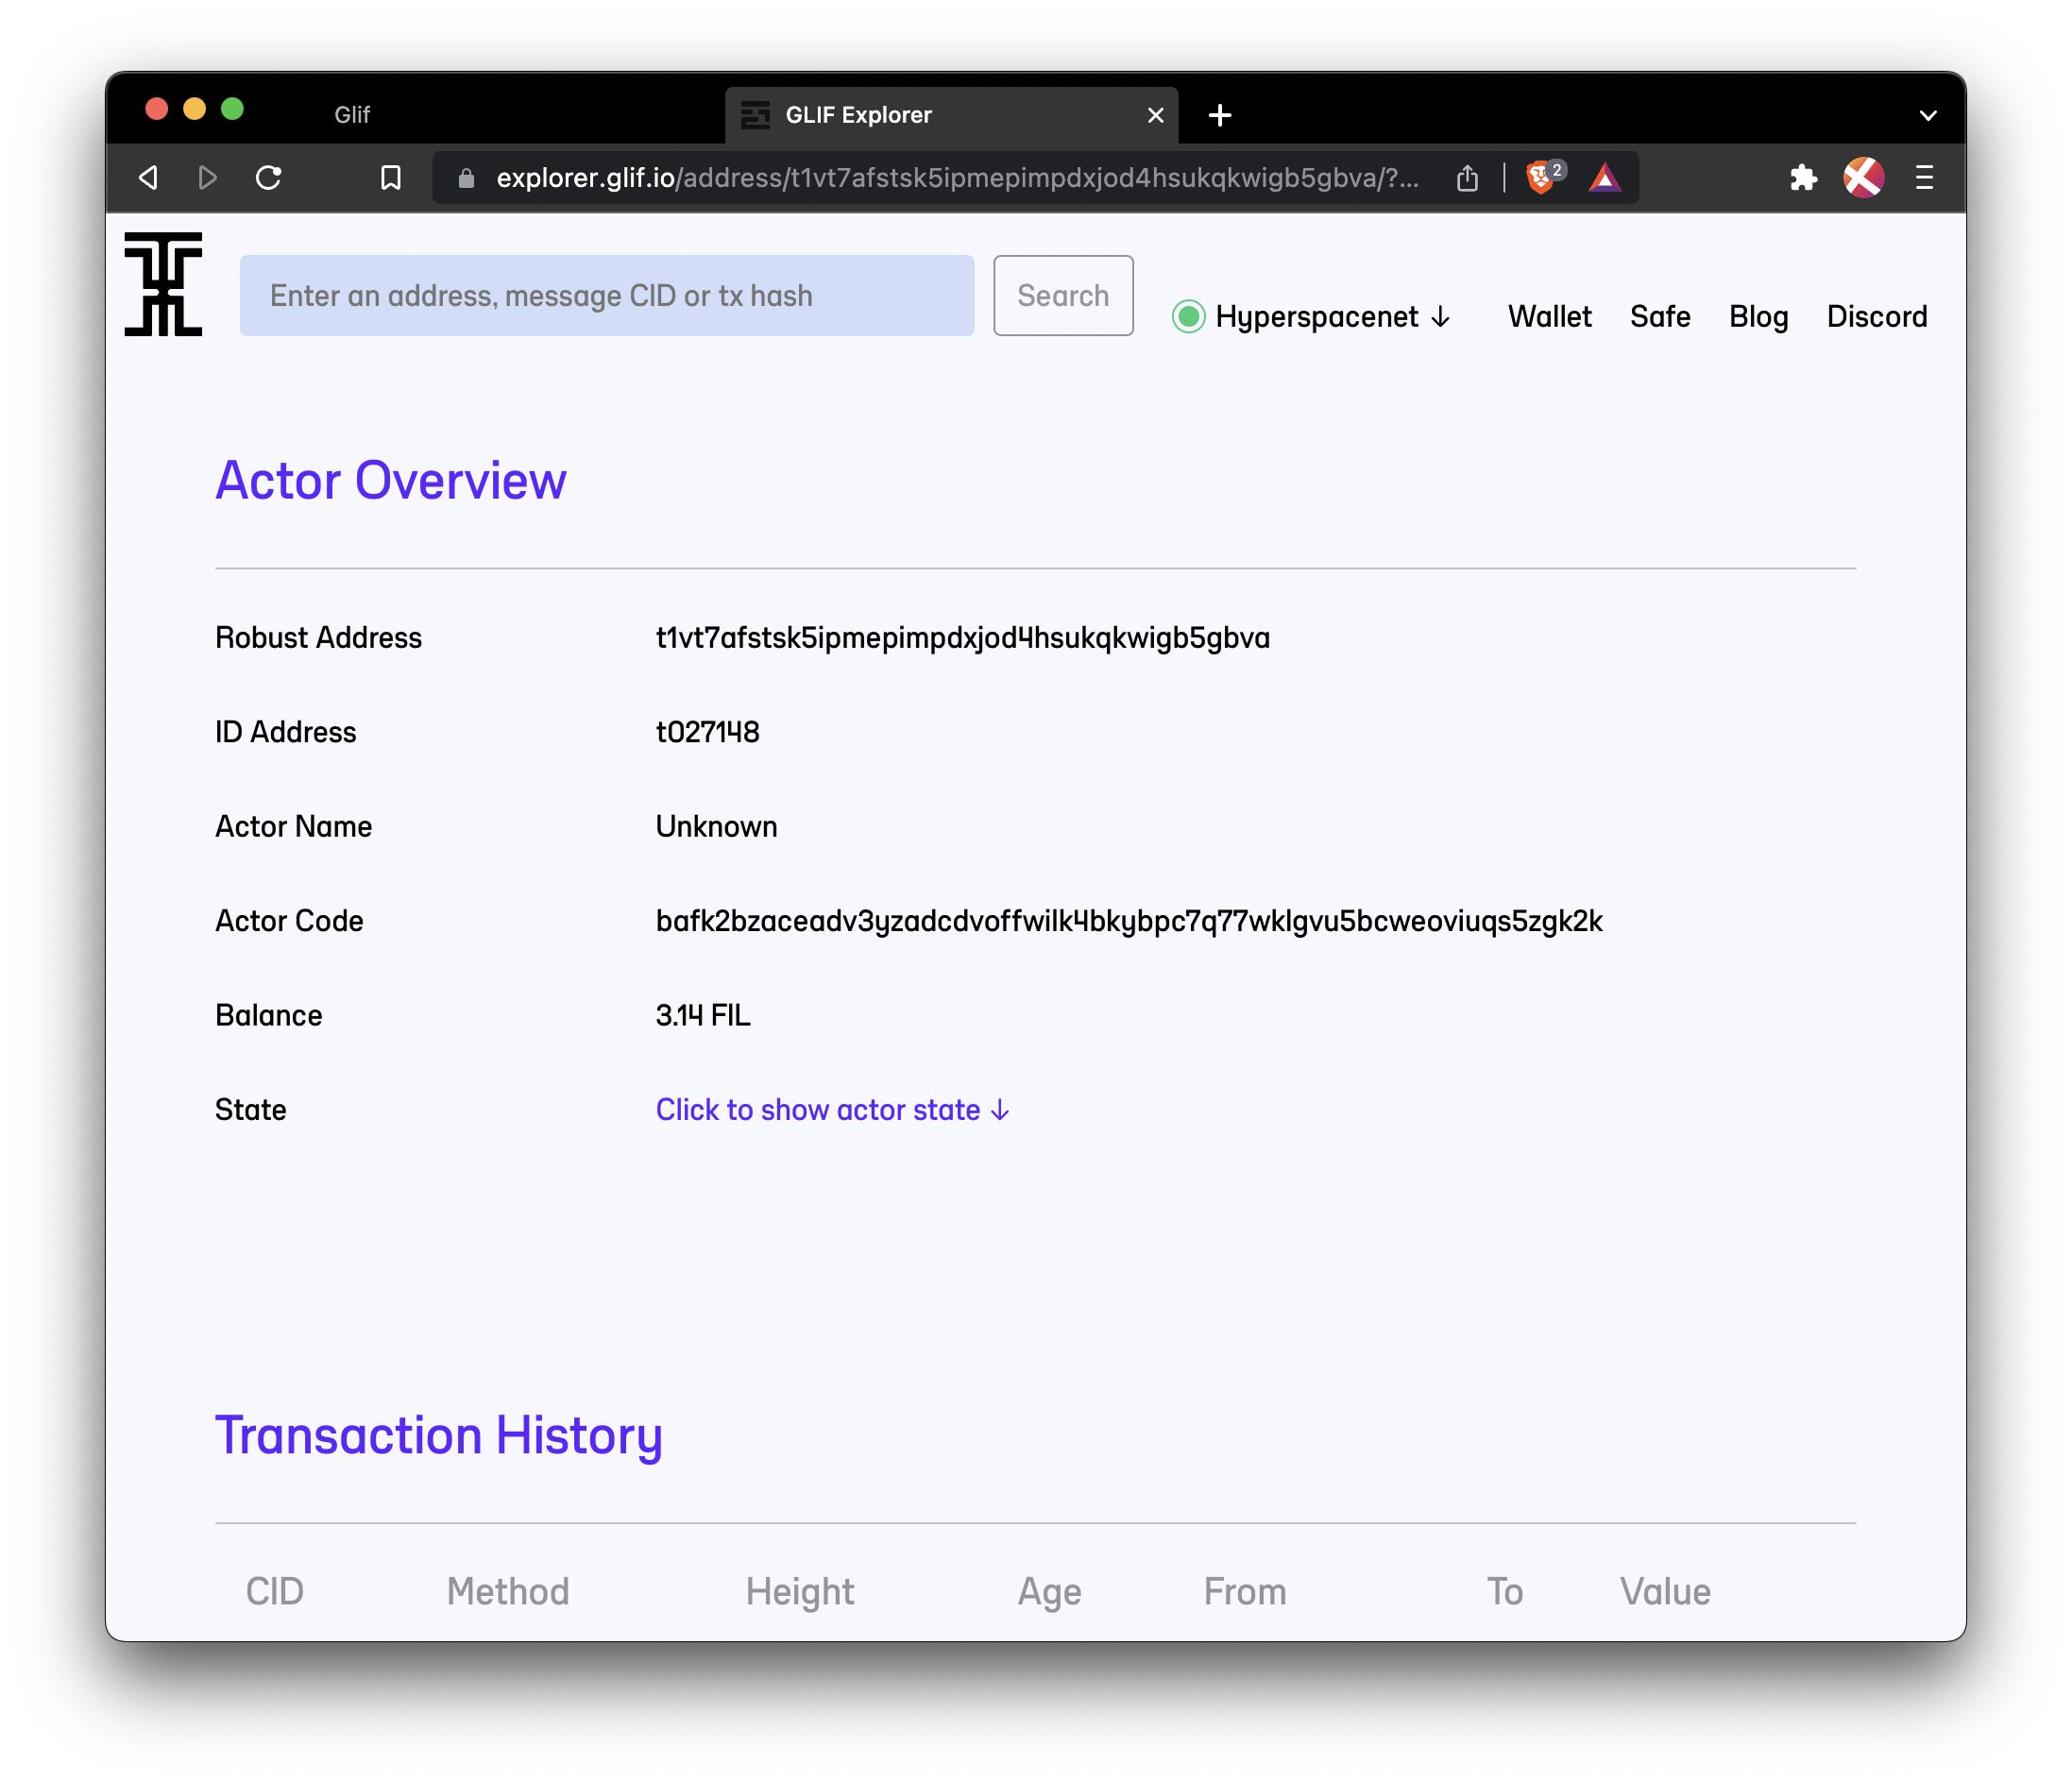 Glif
GLIF Explorer
explorer.glif.io/address/t1vt7afstsk5ipmepimpdxjod4hsukqkwigb5gbva/?...
2
Enter an address, message CID or tx hash
Search
Hyperspacenet ↓
Wallet
Safe
Blog
Discord
Actor Overview
Robust Address t1vt7afstsk5ipmepimpdxjod4hsukqkwigb5gbva
ID Address t027148
Actor Name Unknown
Actor Code bafk2bzaceadv3yzadcdvoffwilk4bkybpc7q77wklgvu5bcweoviuqs5zgk2k
Balance 3.14 FIL
State Click to show actor state ↓
Transaction History
CID Method Height Age From To Value